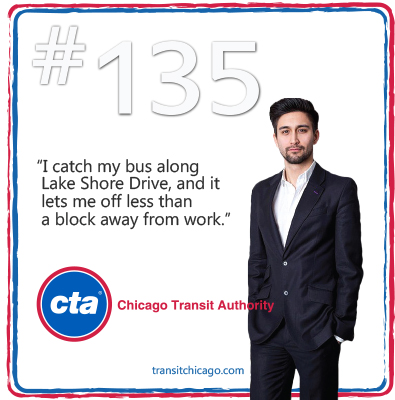 #135
“I catch my bus along
Lake Shore Drive, and it
lets me off less than
a block away from work.”
cta®
Chicago Transit Authority
transitchicago.com